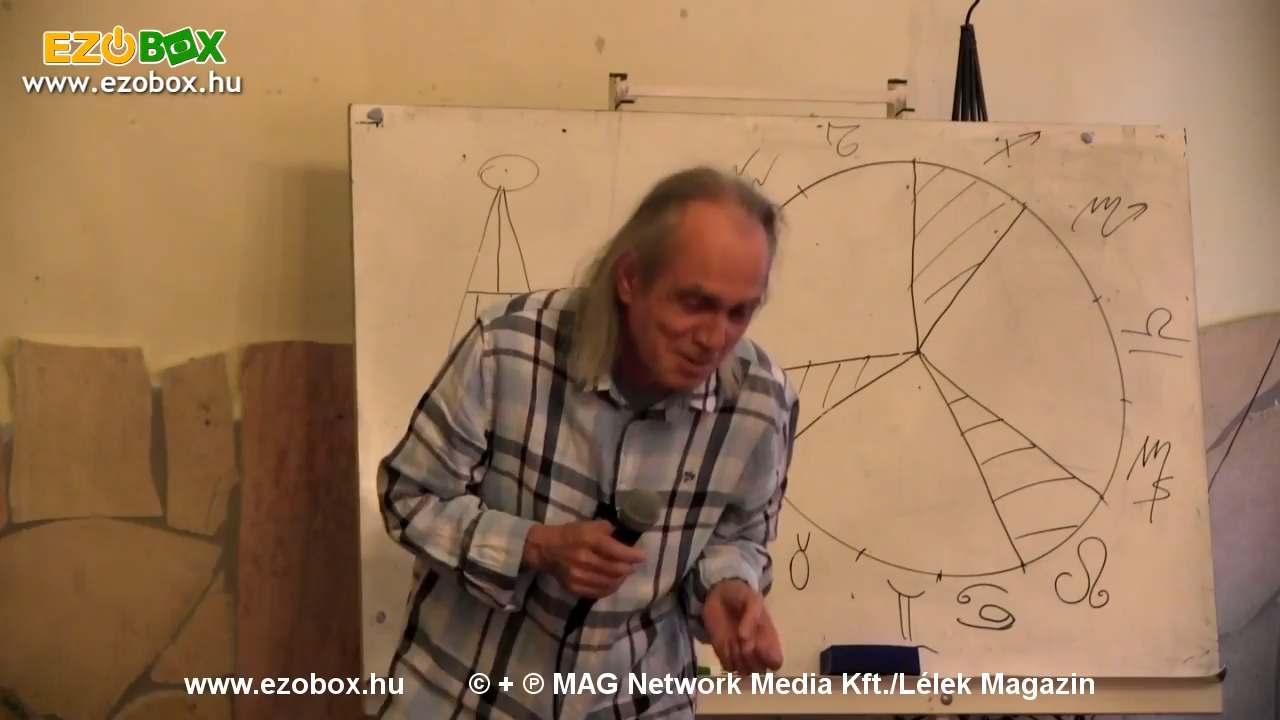 EZOBOX
www.ezobox.hu
♑ ♐
♒ ♏
♎
♍
♉ ♌
♊ ♋
www.ezobox.hu © + ℗ MAG Network Media Kft./Lélek Magazin